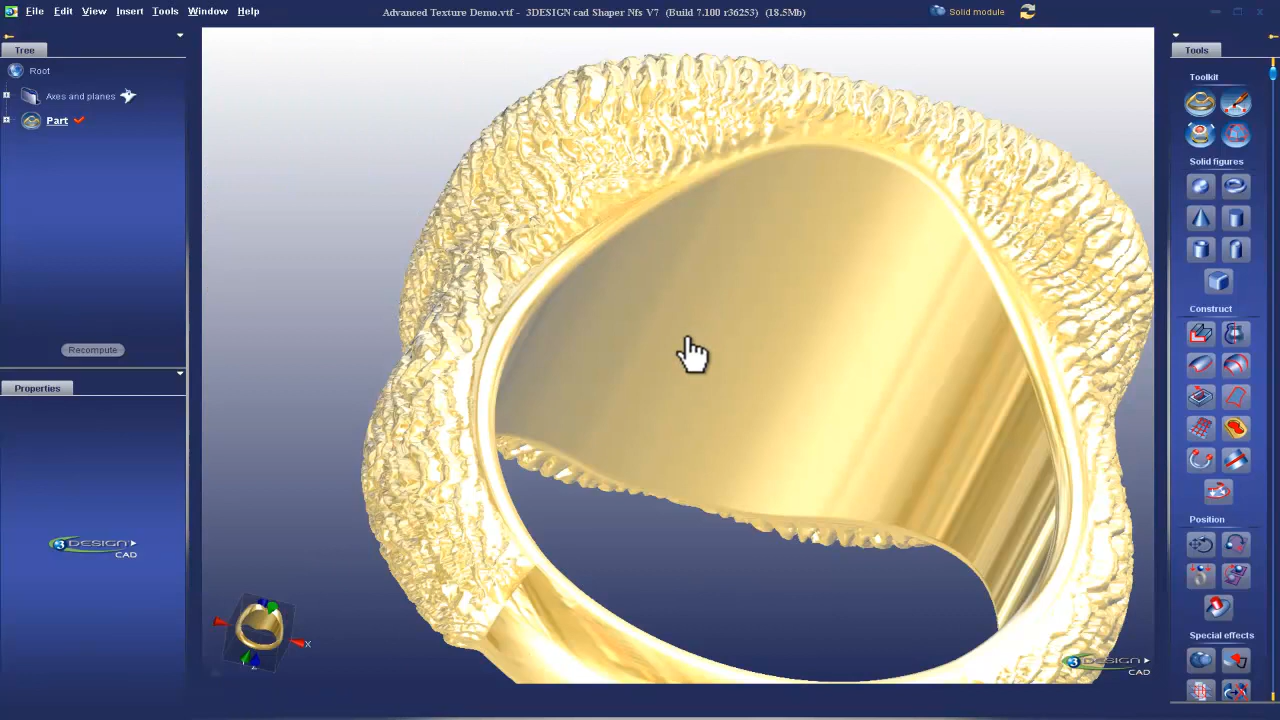 File Edit View Insert Tools Window Help
Advanced Texture Demo.vtf - 3DESIGN cad Shaper Nfs V7 (Build 7.100 r36253) (18.5Mb)
Solid module
Tree
Root
Axes and planes
Part
Recompute
Properties
3DESIGN
CAD
X
Z
3DESIGN
CAD
Tools
Toolkit
Solid figures
Construct
Position
Special effects